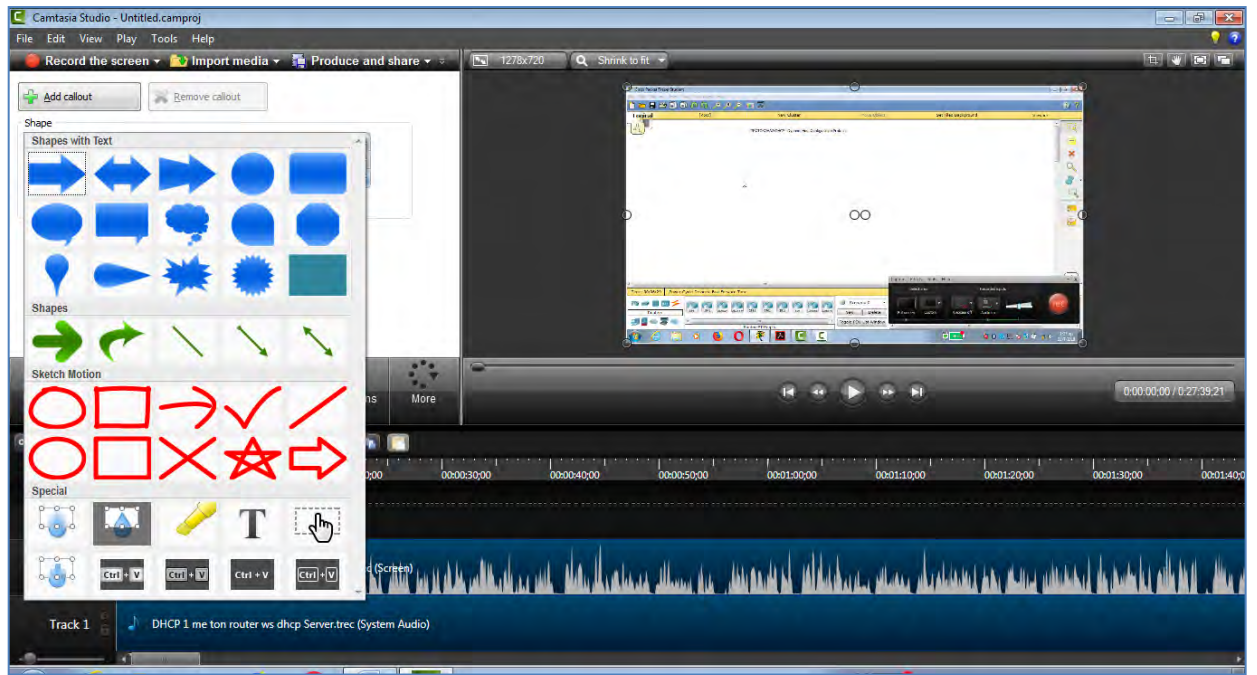 Camtasia Studio - Untitled.camproj
File Edit View Play Tools Help
Record the screen Import media Produce and share
1278x720 Shrink to fit
Add callout Remove callout
Shape
Shapes with Text
Shapes
Sketch Motion
Special
Ctrl + V Ctrl + V Ctrl + V Ctrl + V
ns More
0:00:00;00 / 0:27:39;21
0;00 00:00:30;00 00:00:40;00 00:00:50;00 00:01:00;00 00:01:10;00 00:01:20;00 00:01:30;00 00:01:40;0
c (Screen)
Track 1 DHCP 1 me ton router ws dhcp Server.trec (System Audio)